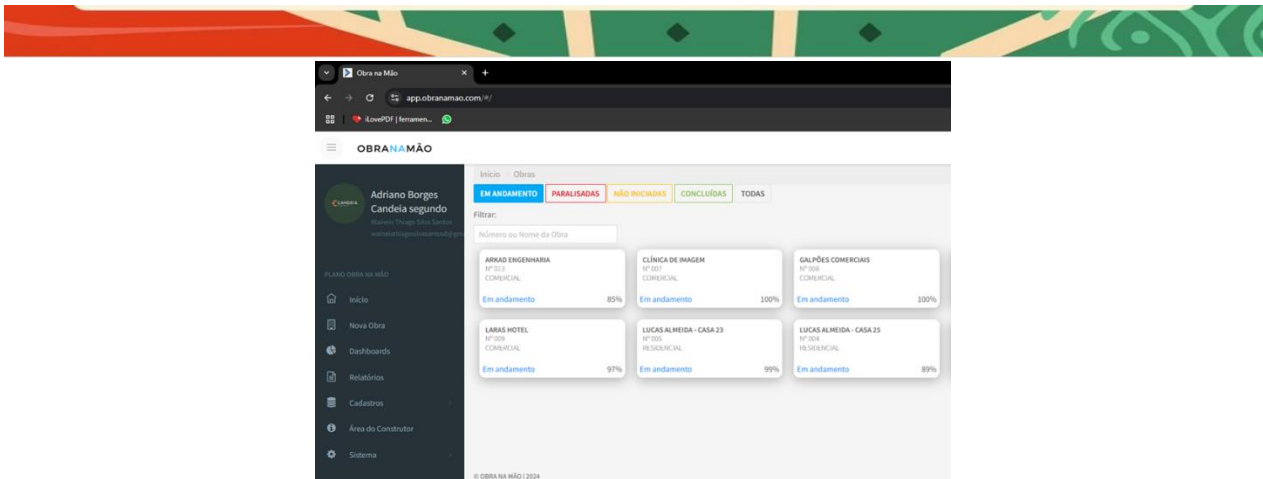 Obra na Mão
app.obranamao.com/#/
iLovePDF | ferramen...
OBRANAMÃO
CANDEIA
Adriano Borges
Candeia segundo
PLANO OBRA NA MÃO
Início
Nova Obra
Dashboards
Relatórios
Cadastros
Área do Construtor
Sistema
Início Obras
EM ANDAMENTO PARALISADAS NÃO INICIADAS CONCLUÍDAS TODAS
Filtrar:
Número ou Nome da Obra
ARKAD ENGENHARIA
Nº 013
COMERCIAL
Em andamento 85%
CLÍNICA DE IMAGEM
Nº 007
COMERCIAL
Em andamento 100%
GALPÕES COMERCIAIS
Nº 008
COMERCIAL
Em andamento 100%
LARAS HOTEL
Nº 009
COMERCIAL
Em andamento 97%
LUCAS ALMEIDA - CASA 23
Nº 005
RESIDENCIAL
Em andamento 99%
LUCAS ALMEIDA - CASA 25
Nº 004
RESIDENCIAL
Em andamento 89%
© OBRA NA MÃO | 2024